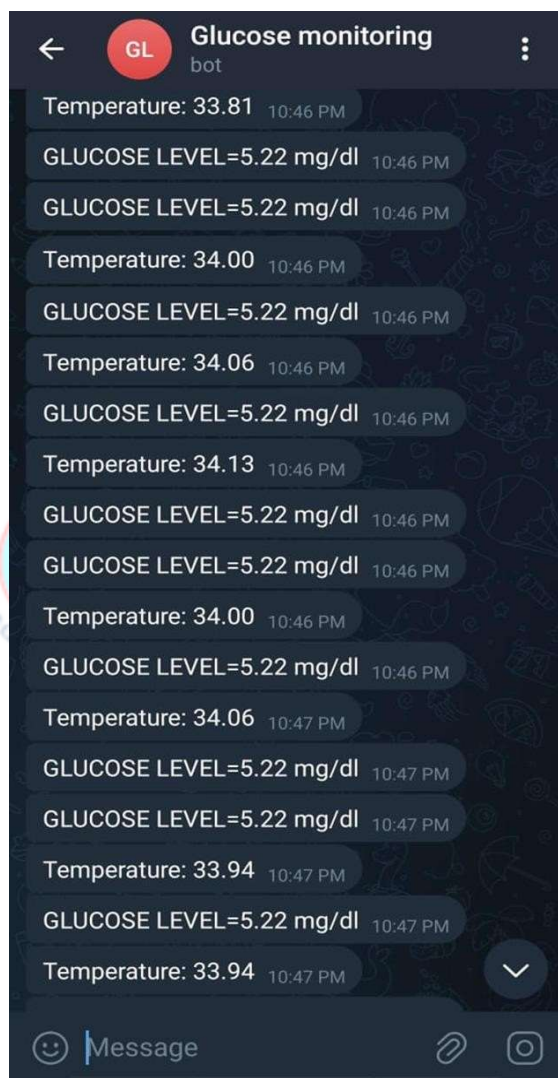 GL
Glucose monitoring
bot
Temperature: 33.81 10:46 PM
GLUCOSE LEVEL=5.22 mg/dl 10:46 PM
GLUCOSE LEVEL=5.22 mg/dl 10:46 PM
Temperature: 34.00 10:46 PM
GLUCOSE LEVEL=5.22 mg/dl 10:46 PM
Temperature: 34.06 10:46 PM
GLUCOSE LEVEL=5.22 mg/dl 10:46 PM
Temperature: 34.13 10:46 PM
GLUCOSE LEVEL=5.22 mg/dl 10:46 PM
GLUCOSE LEVEL=5.22 mg/dl 10:46 PM
Temperature: 34.00 10:46 PM
GLUCOSE LEVEL=5.22 mg/dl 10:46 PM
Temperature: 34.06 10:47 PM
GLUCOSE LEVEL=5.22 mg/dl 10:47 PM
GLUCOSE LEVEL=5.22 mg/dl 10:47 PM
Temperature: 33.94 10:47 PM
GLUCOSE LEVEL=5.22 mg/dl 10:47 PM
Temperature: 33.94 10:47 PM
Message